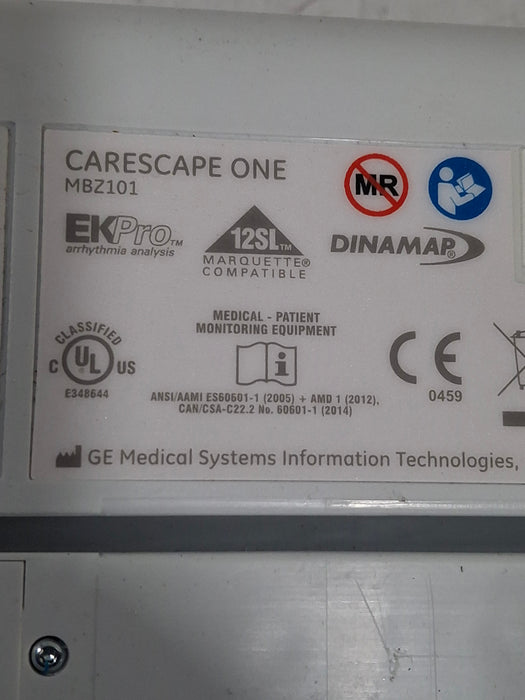 CARESCAPE ONE
MBZ101
MR
EKPro™
arrhythmia analysis
12SL™
MARQUETTE®
COMPATIBLE
DINAMAP®
MEDICAL - PATIENT
MONITORING EQUIPMENT
CLASSIFIED
C UL US
E348644
i
ANSI/AAMI ES60601-1 (2005) + AMD 1 (2012),
CAN/CSA-C22.2 No. 60601-1 (2014)
CE
0459
GE Medical Systems Information Technologies,